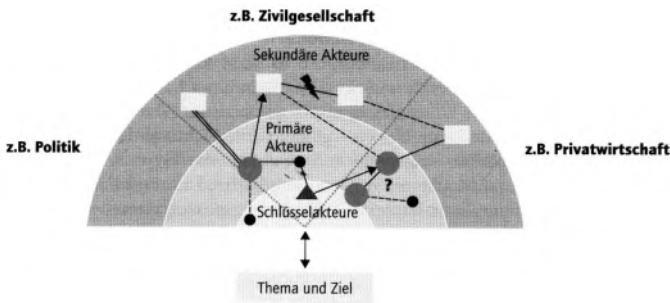 z.B. Zivilgesellschaft
Sekundäre Akteure
Primäre
Akteure
z.B. Politik
z.B. Privatwirtschaft
?
Schlüsselakteure
Thema und Ziel